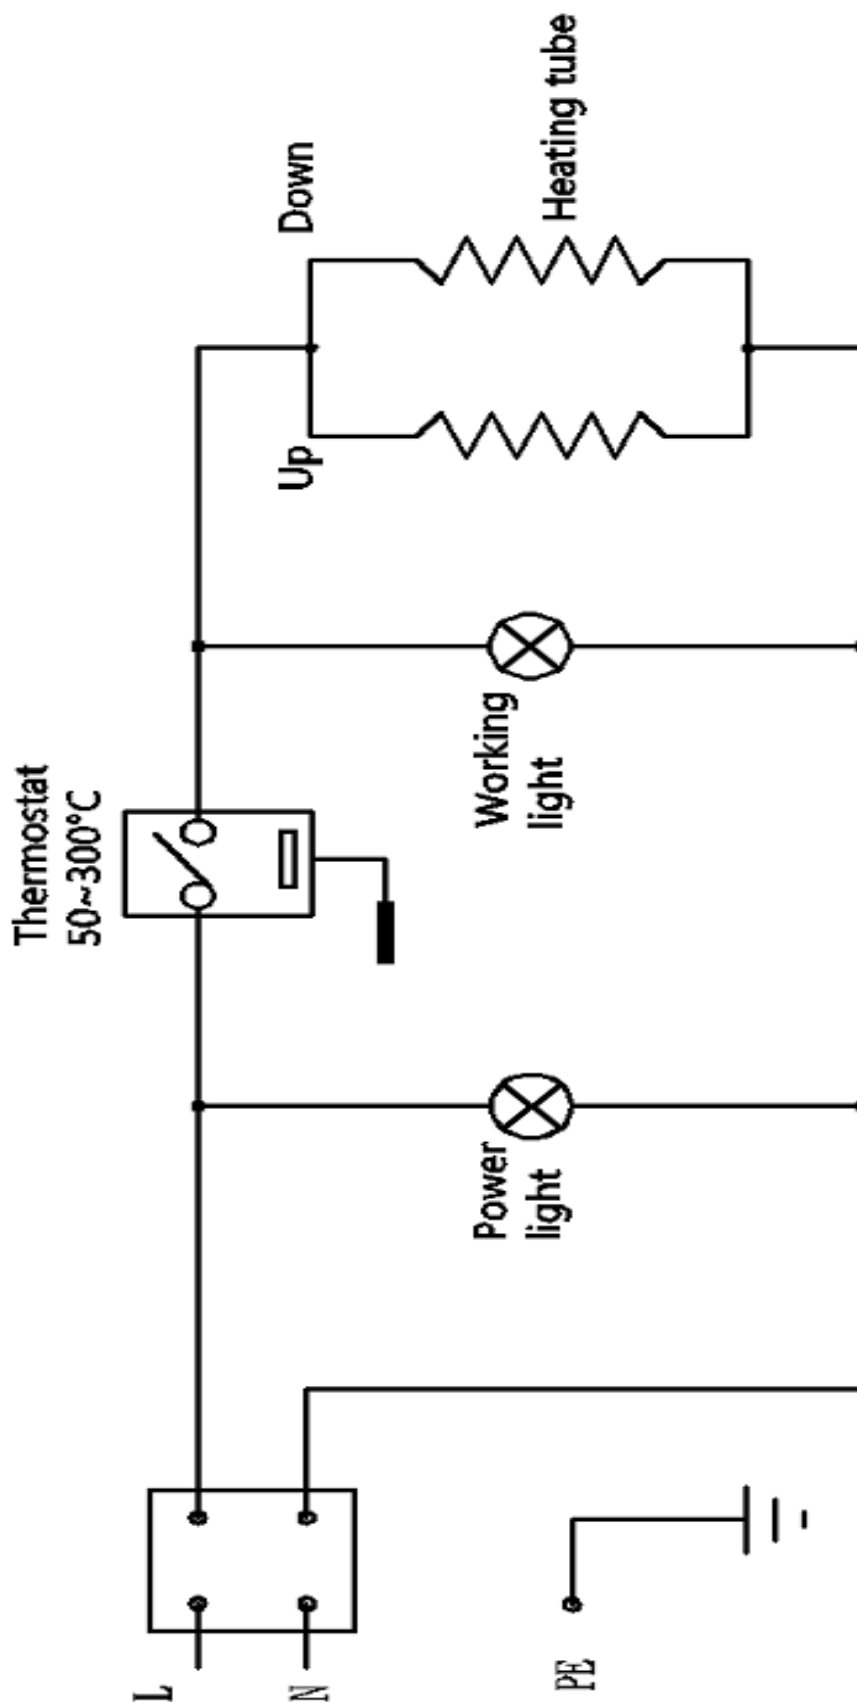 Thermostat
50~300°C
Down
Up
Heating tube
Working
light
Power
light
L
N
PE